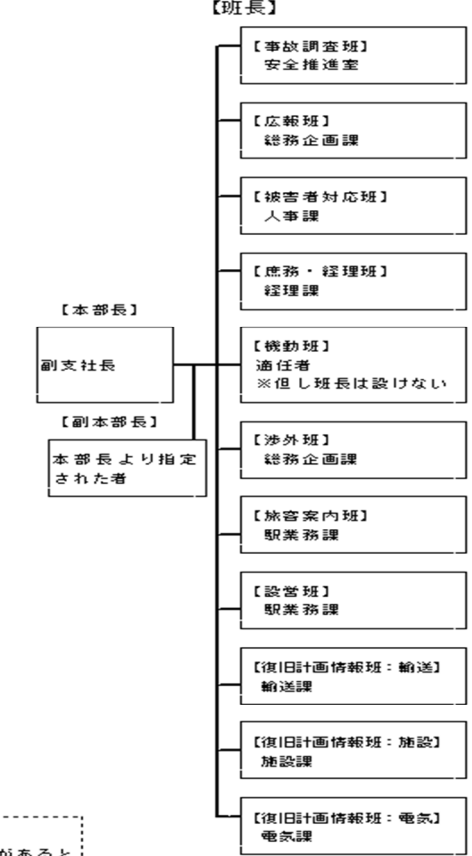 【班長】
【事故調査班】
安全推進室
【広報班】
総務企画課
【被害者対応班】
人事課
【庶務・経理班】
経理課
【本部長】
副支社長
【機動班】
適任者
※但し班長は設けない
【副本部長】
本部長より指定
された者
【渉外班】
総務企画課
【旅客案内班】
駅業務課
【設営班】
駅業務課
【復旧計画情報班：輸送】
輸送課
【復旧計画情報班：施設】
施設課
【復旧計画情報班：電気】
電気課
があると